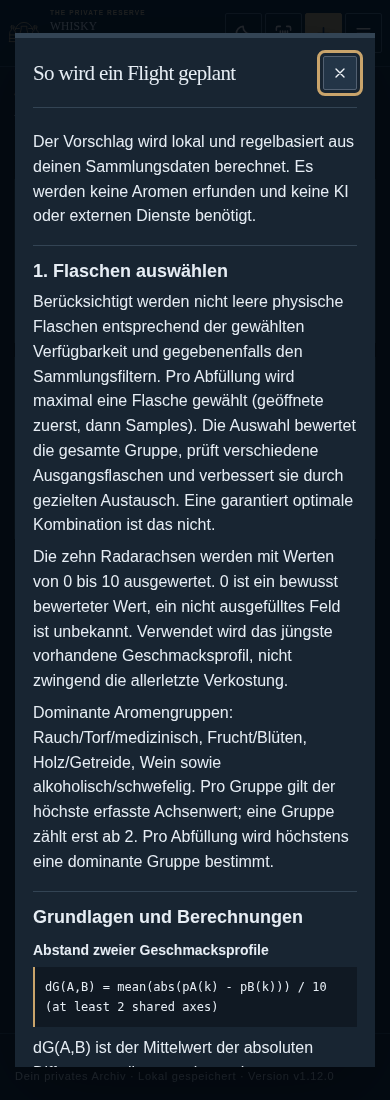 THE PRIVATE RESERVE
WHISKY
So wird ein Flight geplant
Der Vorschlag wird lokal und regelbasiert aus
deinen Sammlungsdaten berechnet. Es
werden keine Aromen erfunden und keine KI
oder externen Dienste benötigt.
1. Flaschen auswählen
Berücksichtigt werden nicht leere physische
Flaschen entsprechend der gewählten
Verfügbarkeit und gegebenenfalls den
Sammlungsfiltern. Pro Abfüllung wird
maximal eine Flasche gewählt (geöffnete
zuerst, dann Samples). Die Auswahl bewertet
die gesamte Gruppe, prüft verschiedene
Ausgangsflaschen und verbessert sie durch
gezielten Austausch. Eine garantiert optimale
Kombination ist das nicht.
Die zehn Radarachsen werden mit Werten
von 0 bis 10 ausgewertet. 0 ist ein bewusst
bewerteter Wert, ein nicht ausgefülltes Feld
ist unbekannt. Verwendet wird das jüngste
vorhandene Geschmacksprofil, nicht
zwingend die allerletzte Verkostung.
Dominante Aromengruppen:
Rauch/Torf/medizinisch, Frucht/Blüten,
Holz/Getreide, Wein sowie
alkoholisch/schwefelig. Pro Gruppe gilt der
höchste erfasste Achsenwert; eine Gruppe
zählt erst ab 2. Pro Abfüllung wird höchstens
eine dominante Gruppe bestimmt.
Grundlagen und Berechnungen
Abstand zweier Geschmacksprofile
dG(A,B) = mean(abs(pA(k) - pB(k))) / 10
(at least 2 shared axes)
dG(A,B) ist der Mittelwert der absoluten
Dein privates Archiv · Lokal gespeichert · Version v1.12.0